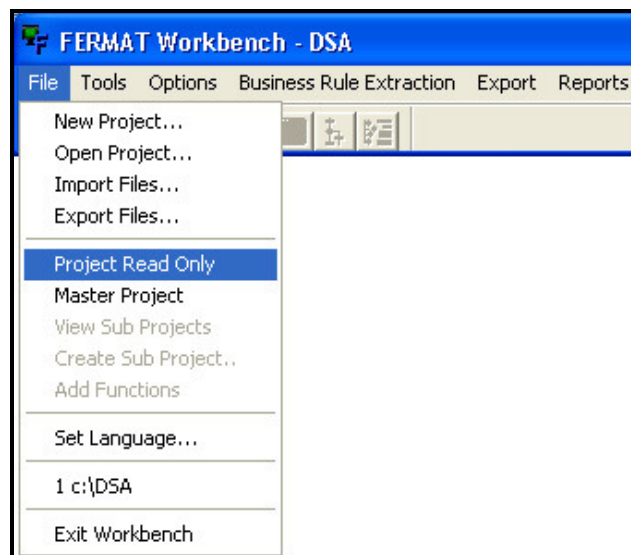 FERMAT Workbench - DSA
File Tools Options Business Rule Extraction Export Reports
New Project...
Open Project...
Import Files...
Export Files...
Project Read Only
Master Project
View Sub Projects
Create Sub Project..
Add Functions
Set Language...
1 c:\DSA
Exit Workbench